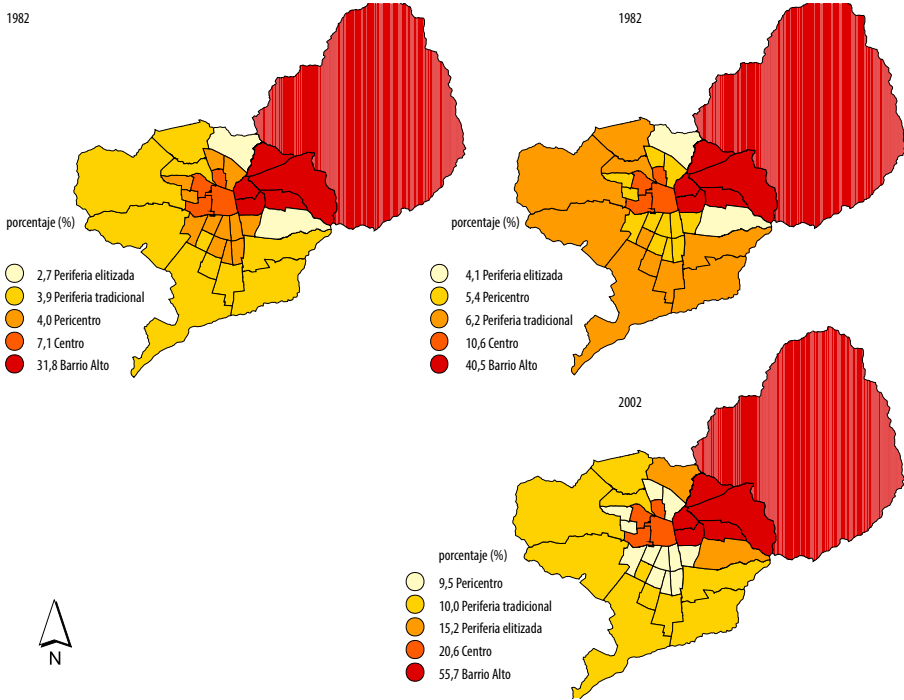 1982
porcentaje (%)
2,7 Periferia elitizada
3,9 Periferia tradicional
4,0 Pericentro
7,1 Centro
31,8 Barrio Alto
1982
porcentaje (%)
4,1 Periferia elitizada
5,4 Pericentro
6,2 Periferia tradicional
10,6 Centro
40,5 Barrio Alto
2002
porcentaje (%)
9,5 Pericentro
10,0 Periferia tradicional
15,2 Periferia elitizada
20,6 Centro
55,7 Barrio Alto
N